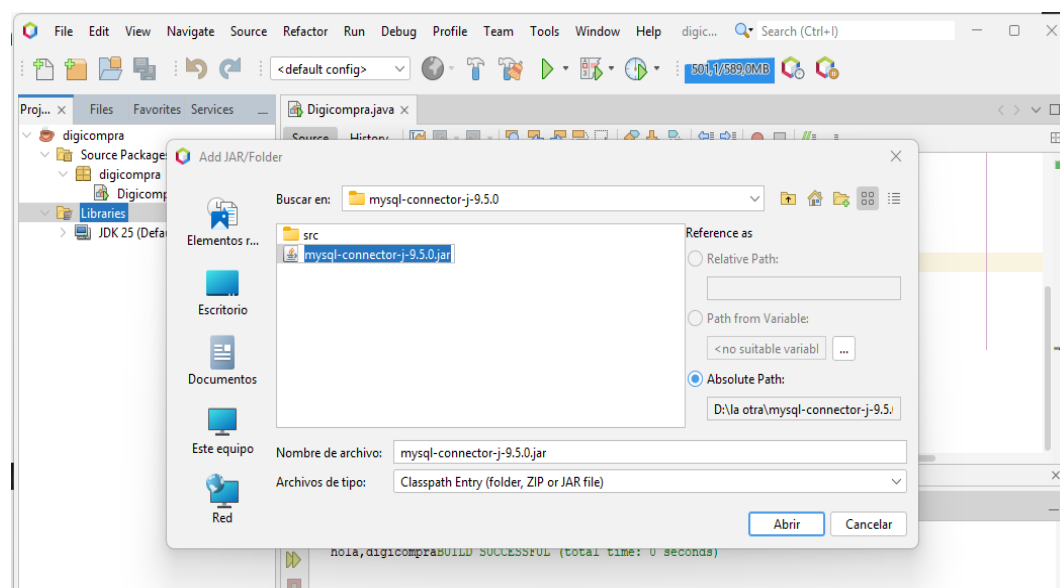 File Edit View Navigate Source Refactor Run Debug Profile Team Tools Window Help digic... Search (Ctrl+I)
<default config> 501,1/589,0MB
Proj... Files Favorites Services Digicompra.java
digicompra Source History
Source Package
digicompra
Digicomp
Libraries
JDK 25 (Defa
Add JAR/Folder
Buscar en: mysql-connector-j-9.5.0
Elementos r...
Escritorio
Documentos
Este equipo
Red
src
mysql-connector-j-9.5.0.jar
Reference as
Relative Path:
Path from Variable:
<no suitable variabl ...
Absolute Path:
D:\la otra\mysql-connector-j-9.5.
Nombre de archivo: mysql-connector-j-9.5.0.jar
Archivos de tipo: Classpath Entry (folder, ZIP or JAR file)
Abrir Cancelar
hola,digicompraBUILD SUCCESSFUL (total time: 0 seconds)